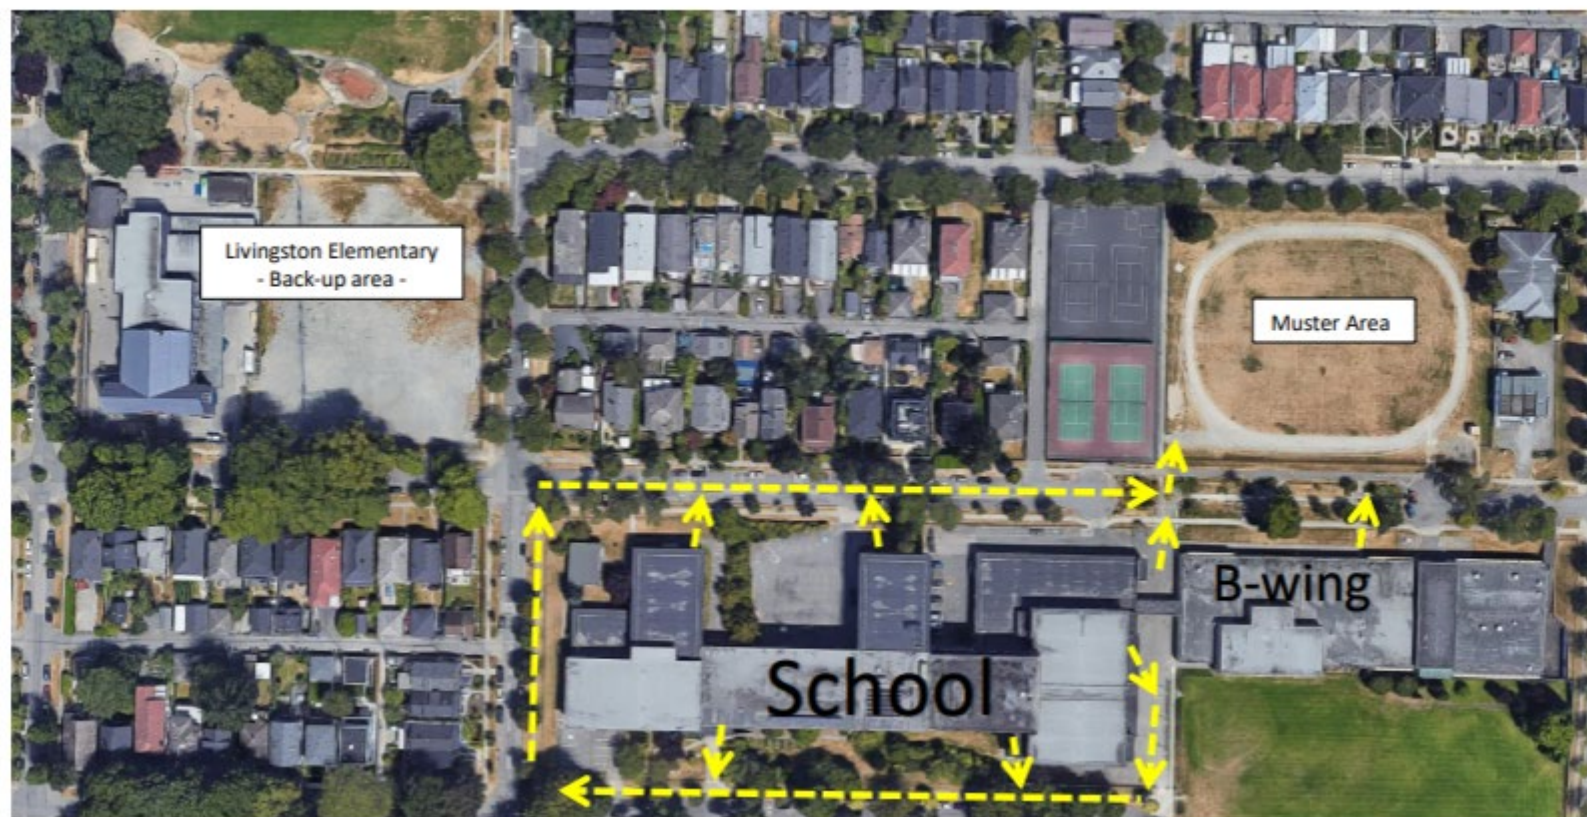 Livingston Elementary
- Back-up area -
Muster Area
B-wing
School